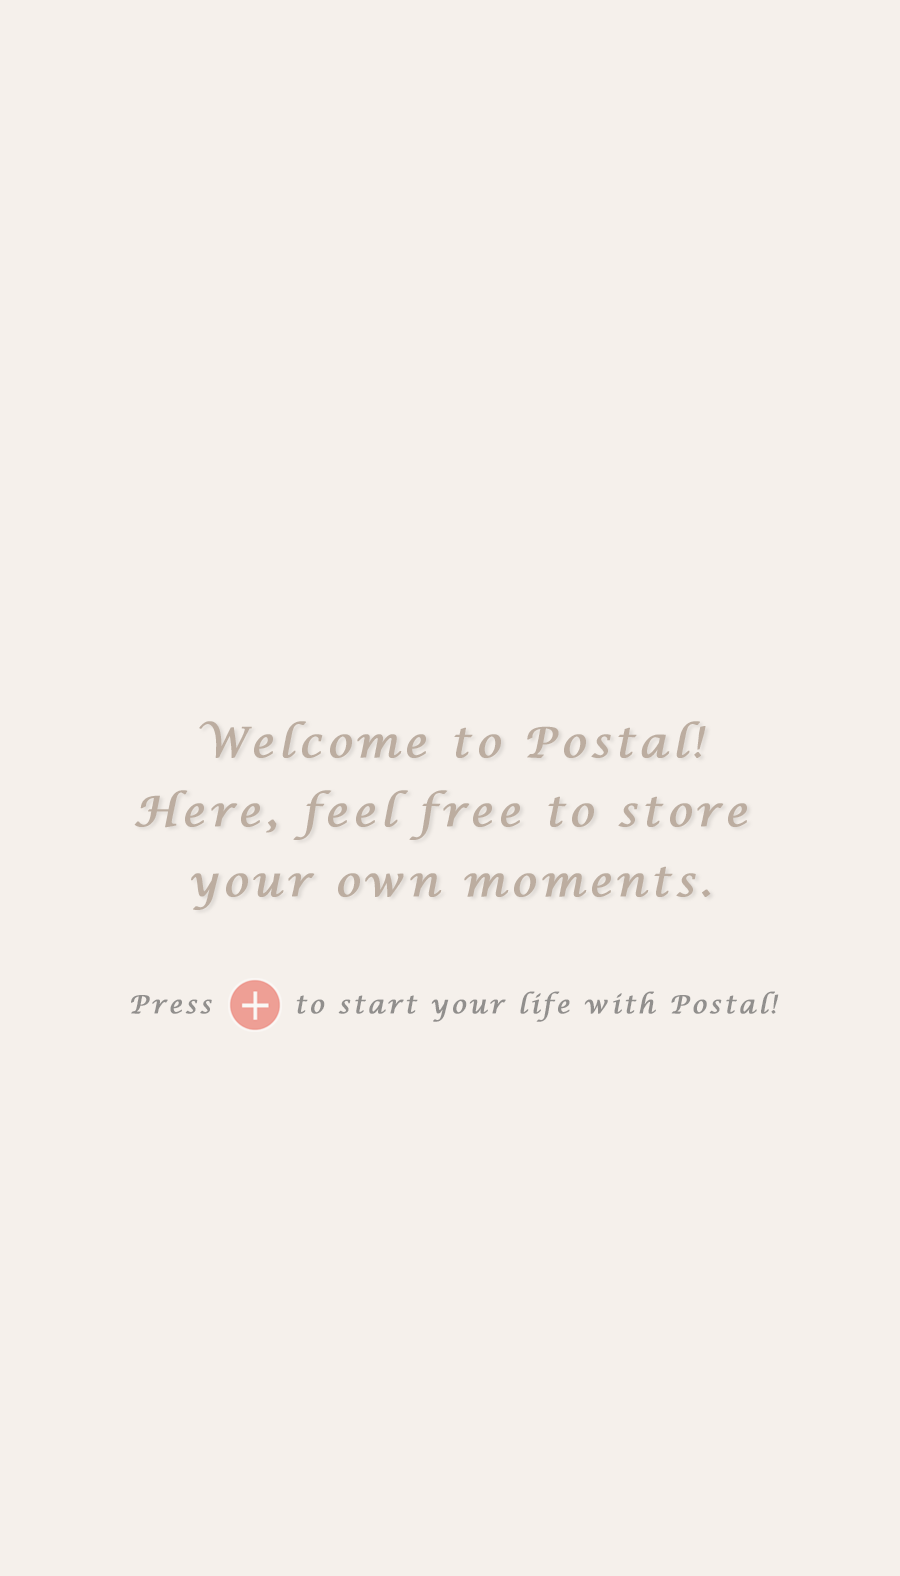 Welcome to Postal!
Here, feel free to store
your own moments.
Press + to start your life with Postal!